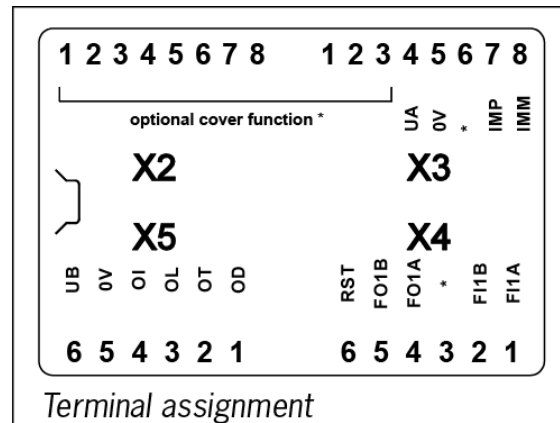 1 2 3 4 5 6 7 8 1 2 3 4 5 6 7 8
optional cover function * UA 0V * IMP IMM
X2 X3
X5 X4
UB 0V OI OL OT OD RST FO1B FO1A * FI1B FI1A
6 5 4 3 2 1 6 5 4 3 2 1
Terminal assignment